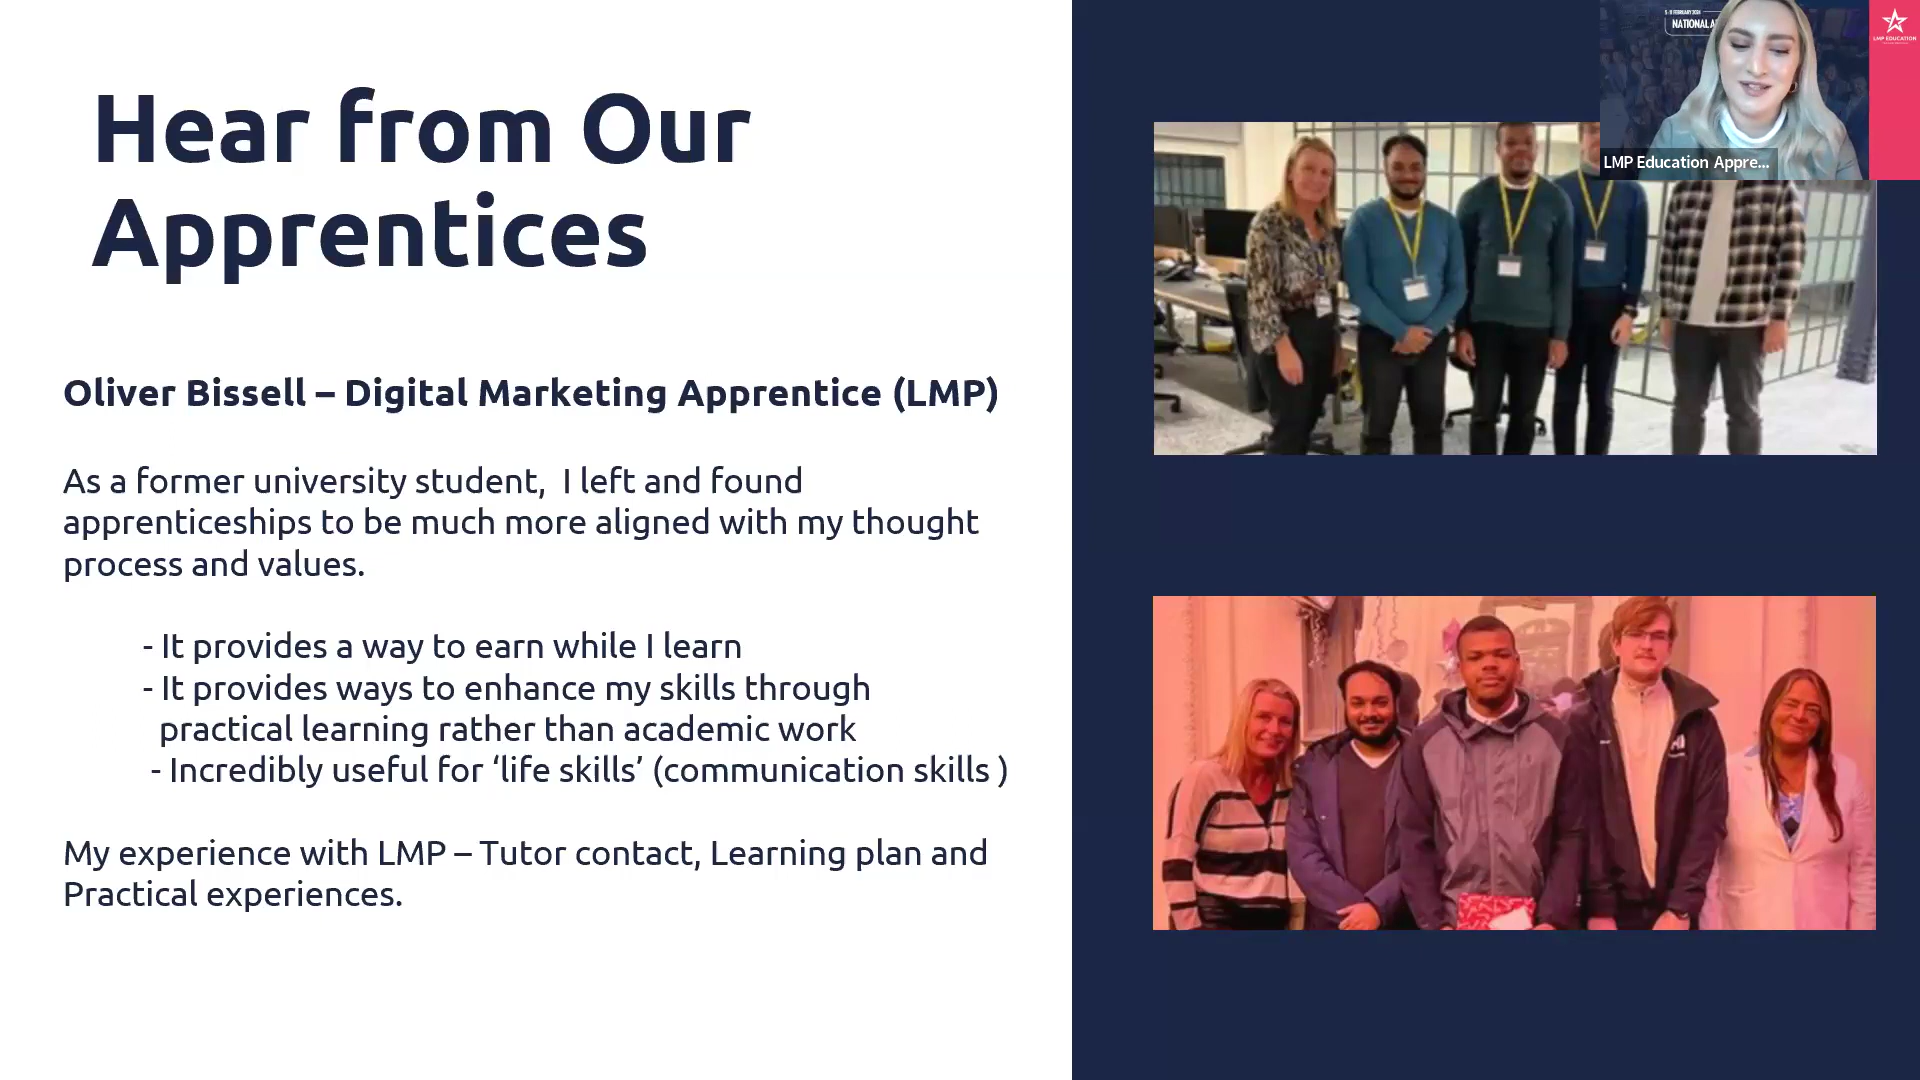 Hear from Our
Apprentices
Oliver Bissell – Digital Marketing Apprentice (LMP)
As a former university student,  I left and found
apprenticeships to be much more aligned with my thought
process and values.
- It provides a way to earn while I learn
- It provides ways to enhance my skills through
practical learning rather than academic work
- Incredibly useful for ‘life skills’ (communication skills )
My experience with LMP – Tutor contact, Learning plan and
Practical experiences.
NATIONAL A
LMP EDUCATION
LMP Education Appre...